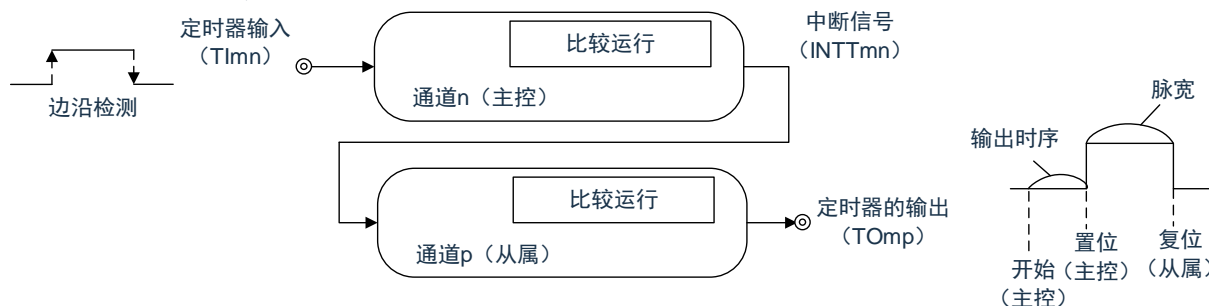 定时器输入
（TImn）
比较运行
中断信号
（INTTmn）
通道n（主控）
边沿检测
脉宽
输出时序
比较运行
定时器的输出
（TOmp）
通道p（从属）
开始
（主控）
置位
（主控）
复位
（从属）